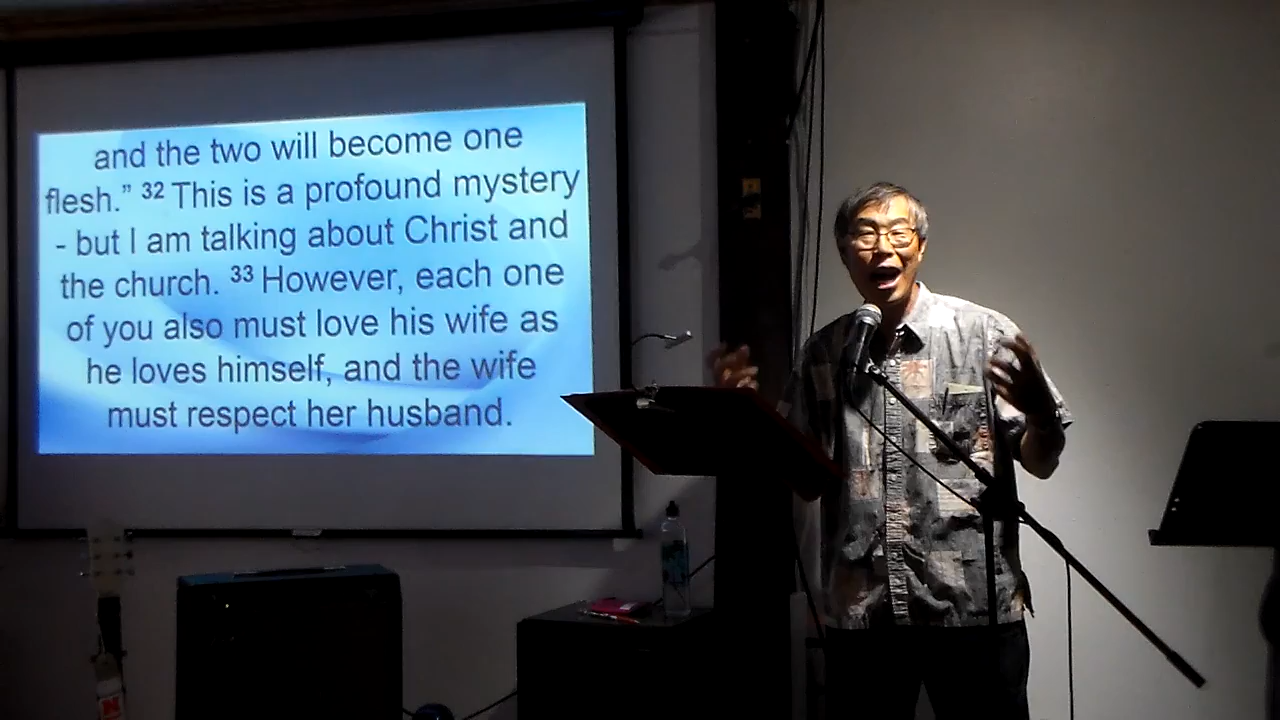 and the two will become one
flesh.” ³² This is a profound mystery
- but I am talking about Christ and
the church. ³³ However, each one
of you also must love his wife as
he loves himself, and the wife
must respect her husband.
N